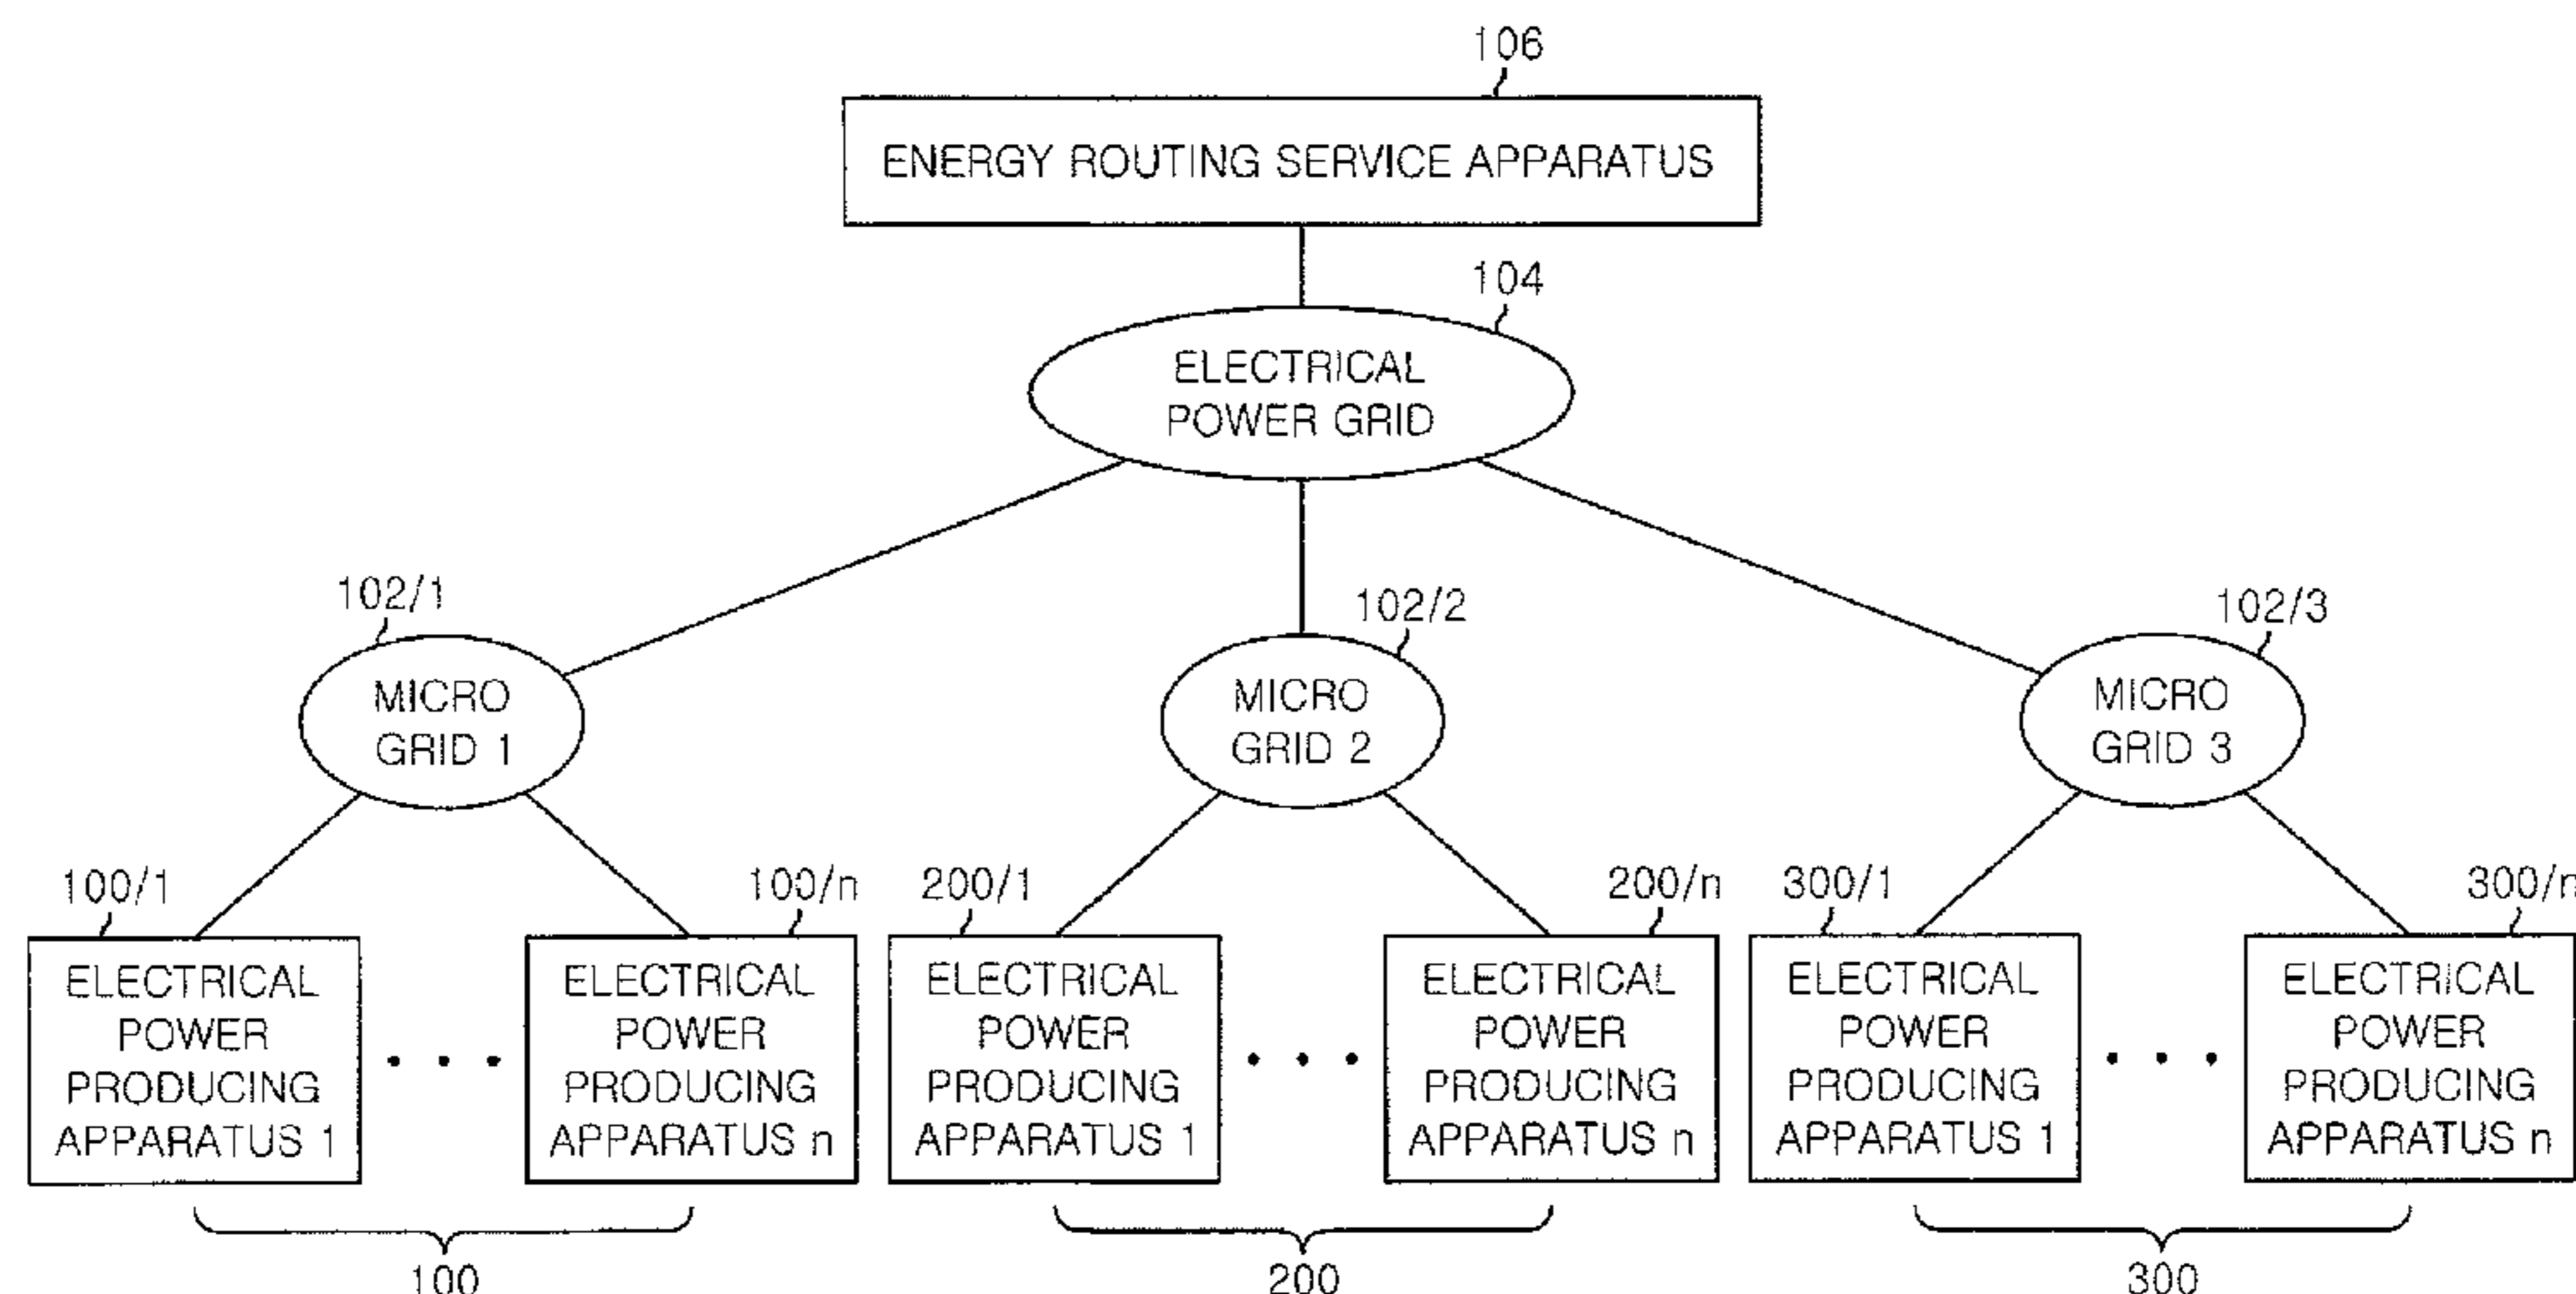 106
ENERGY ROUTING SERVICE APPARATUS
104
ELECTRICAL
POWER GRID
102/1
102/2
102/3
MICRO
GRID 1
MICRO
GRID 2
MICRO
GRID 3
100/1
100/n
200/1
200/n
300/1
300/n
ELECTRICAL
POWER
PRODUCING
APPARATUS 1
ELECTRICAL
POWER
PRODUCING
APPARATUS n
ELECTRICAL
POWER
PRODUCING
APPARATUS 1
ELECTRICAL
POWER
PRODUCING
APPARATUS n
ELECTRICAL
POWER
PRODUCING
APPARATUS 1
ELECTRICAL
POWER
PRODUCING
APPARATUS n
100
200
300